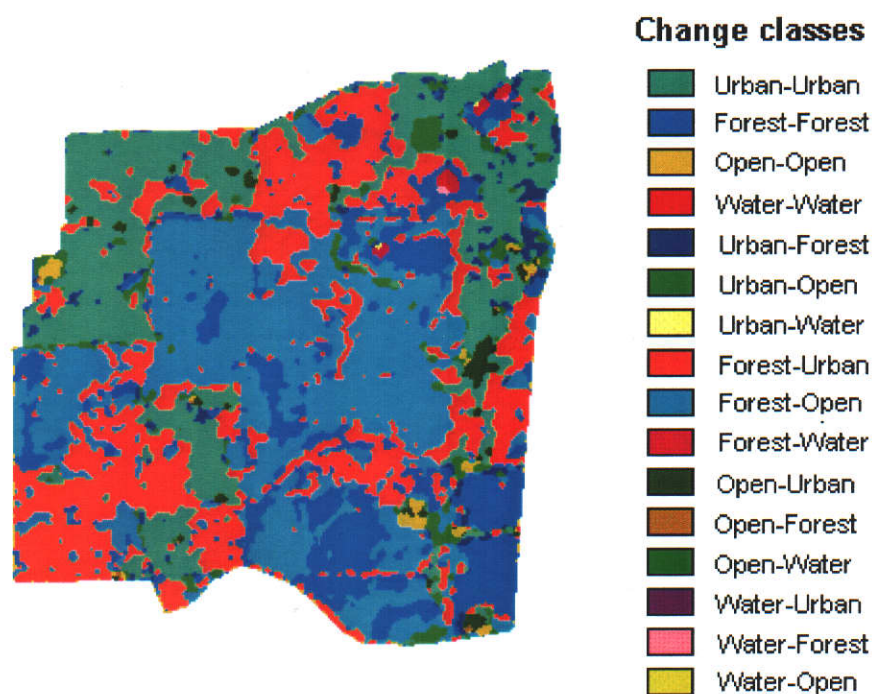 Change classes
Urban-Urban
Forest-Forest
Open-Open
Water-Water
Urban-Forest
Urban-Open
Urban-Water
Forest-Urban
Forest-Open
Forest-Water
Open-Urban
Open-Forest
Open-Water
Water-Urban
Water-Forest
Water-Open